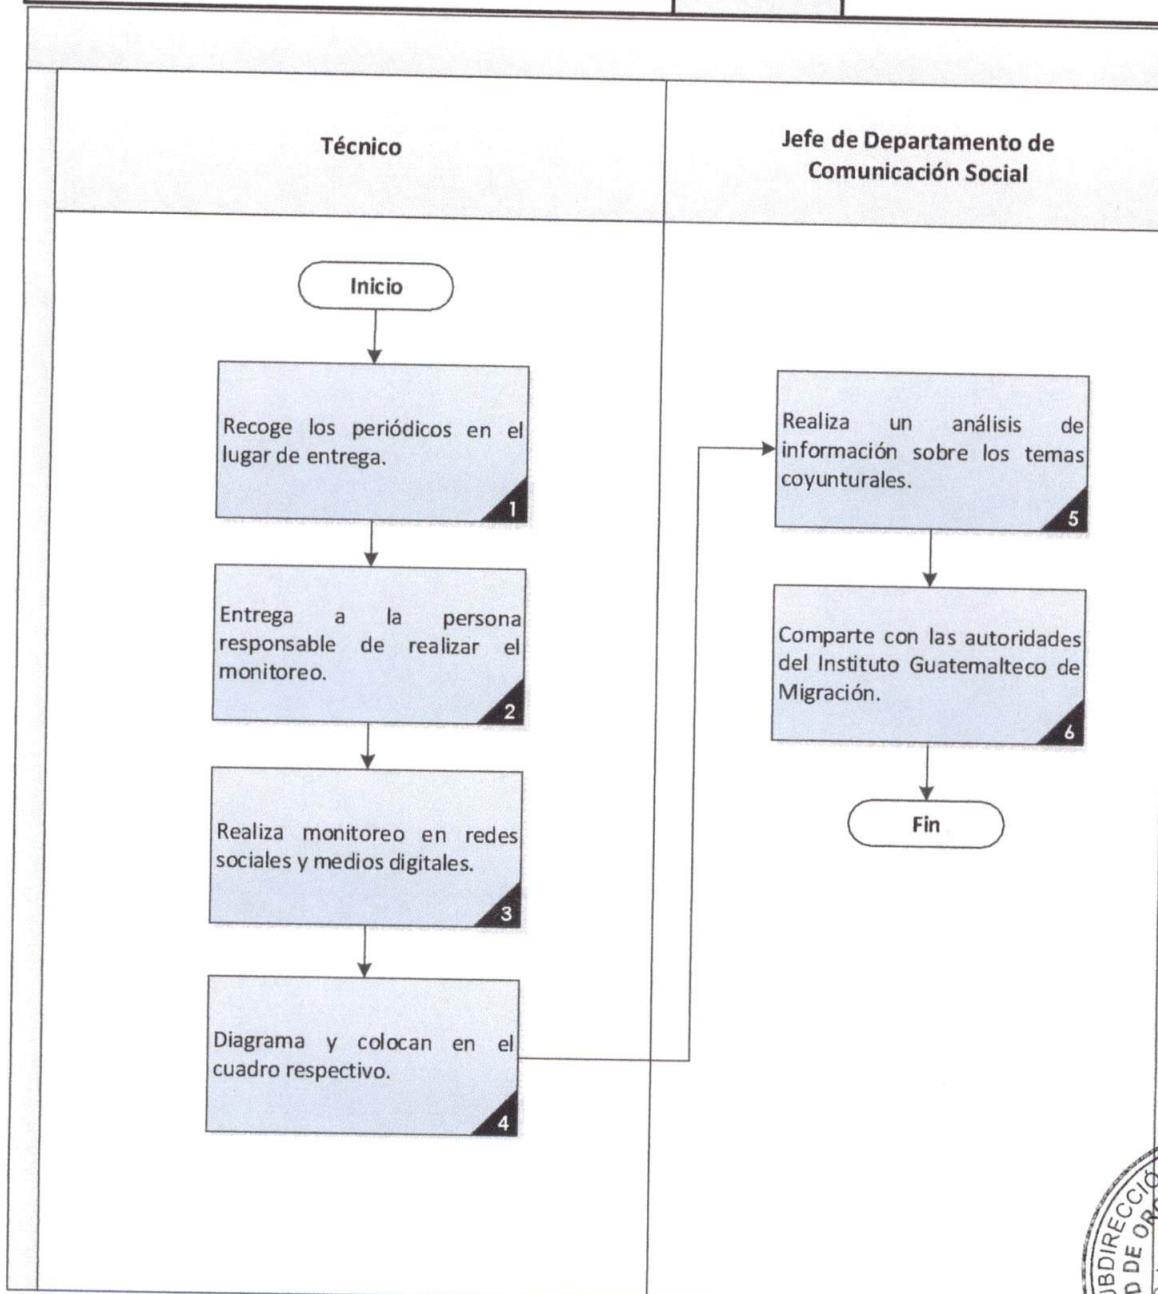 Técnico
Jefe de Departamento de
Comunicación Social
Inicio
Recoge los periódicos en el
lugar de entrega.
1
Entrega a la persona
responsable de realizar el
monitoreo.
2
Realiza monitoreo en redes
sociales y medios digitales.
3
Diagrama y colocan en el
cuadro respectivo.
4
Realiza un análisis de
información sobre los temas
coyunturales.
5
Comparte con las autoridades
del Instituto Guatemalteco de
Migración.
6
Fin